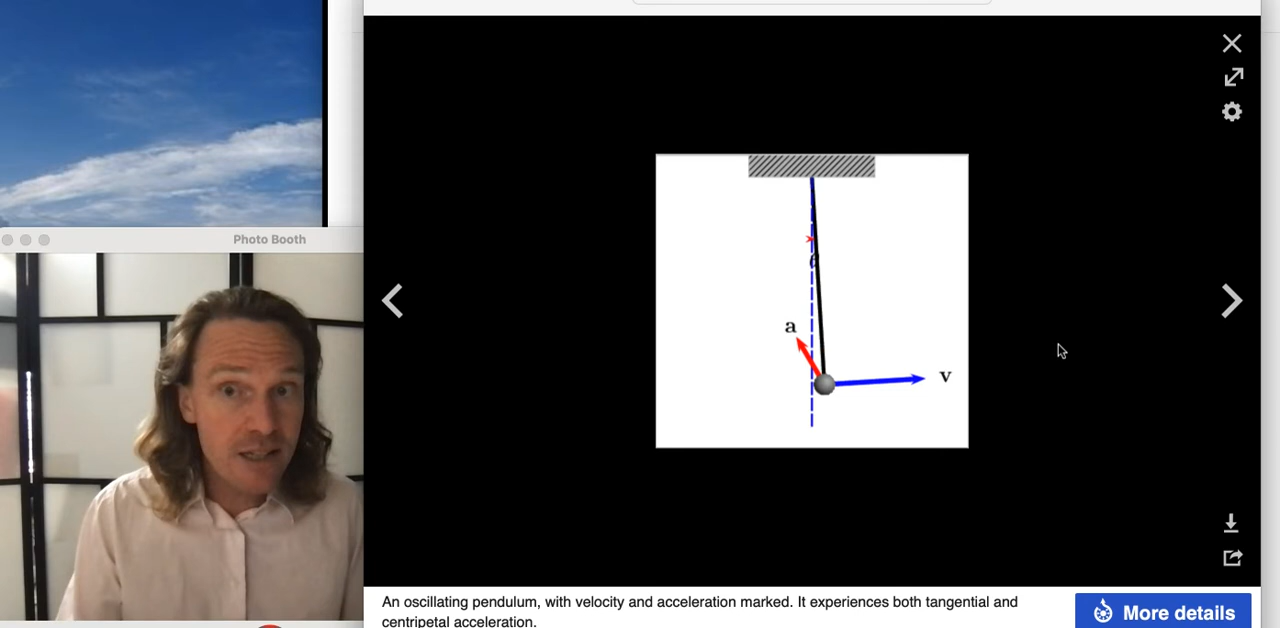 Photo Booth
θ
a
v
An oscillating pendulum, with velocity and acceleration marked. It experiences both tangential and
centripetal acceleration.
More details